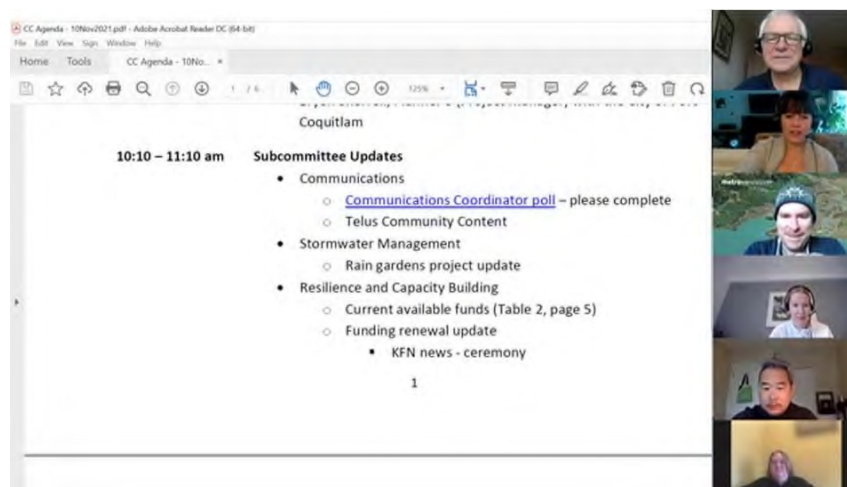 CC Agenda - 10Nov2021.pdf - Adobe Acrobat Reader DC (64-bit)
File Edit View Sign Window Help
Home Tools CC Agenda - 10No... ×
1 / 6 125%
Coquitlam
10:10 – 11:10 am Subcommittee Updates
• Communications
○ Communications Coordinator poll – please complete
○ Telus Community Content
• Stormwater Management
○ Rain gardens project update
• Resilience and Capacity Building
○ Current available funds (Table 2, page 5)
○ Funding renewal update
▪ KFN news - ceremony
1